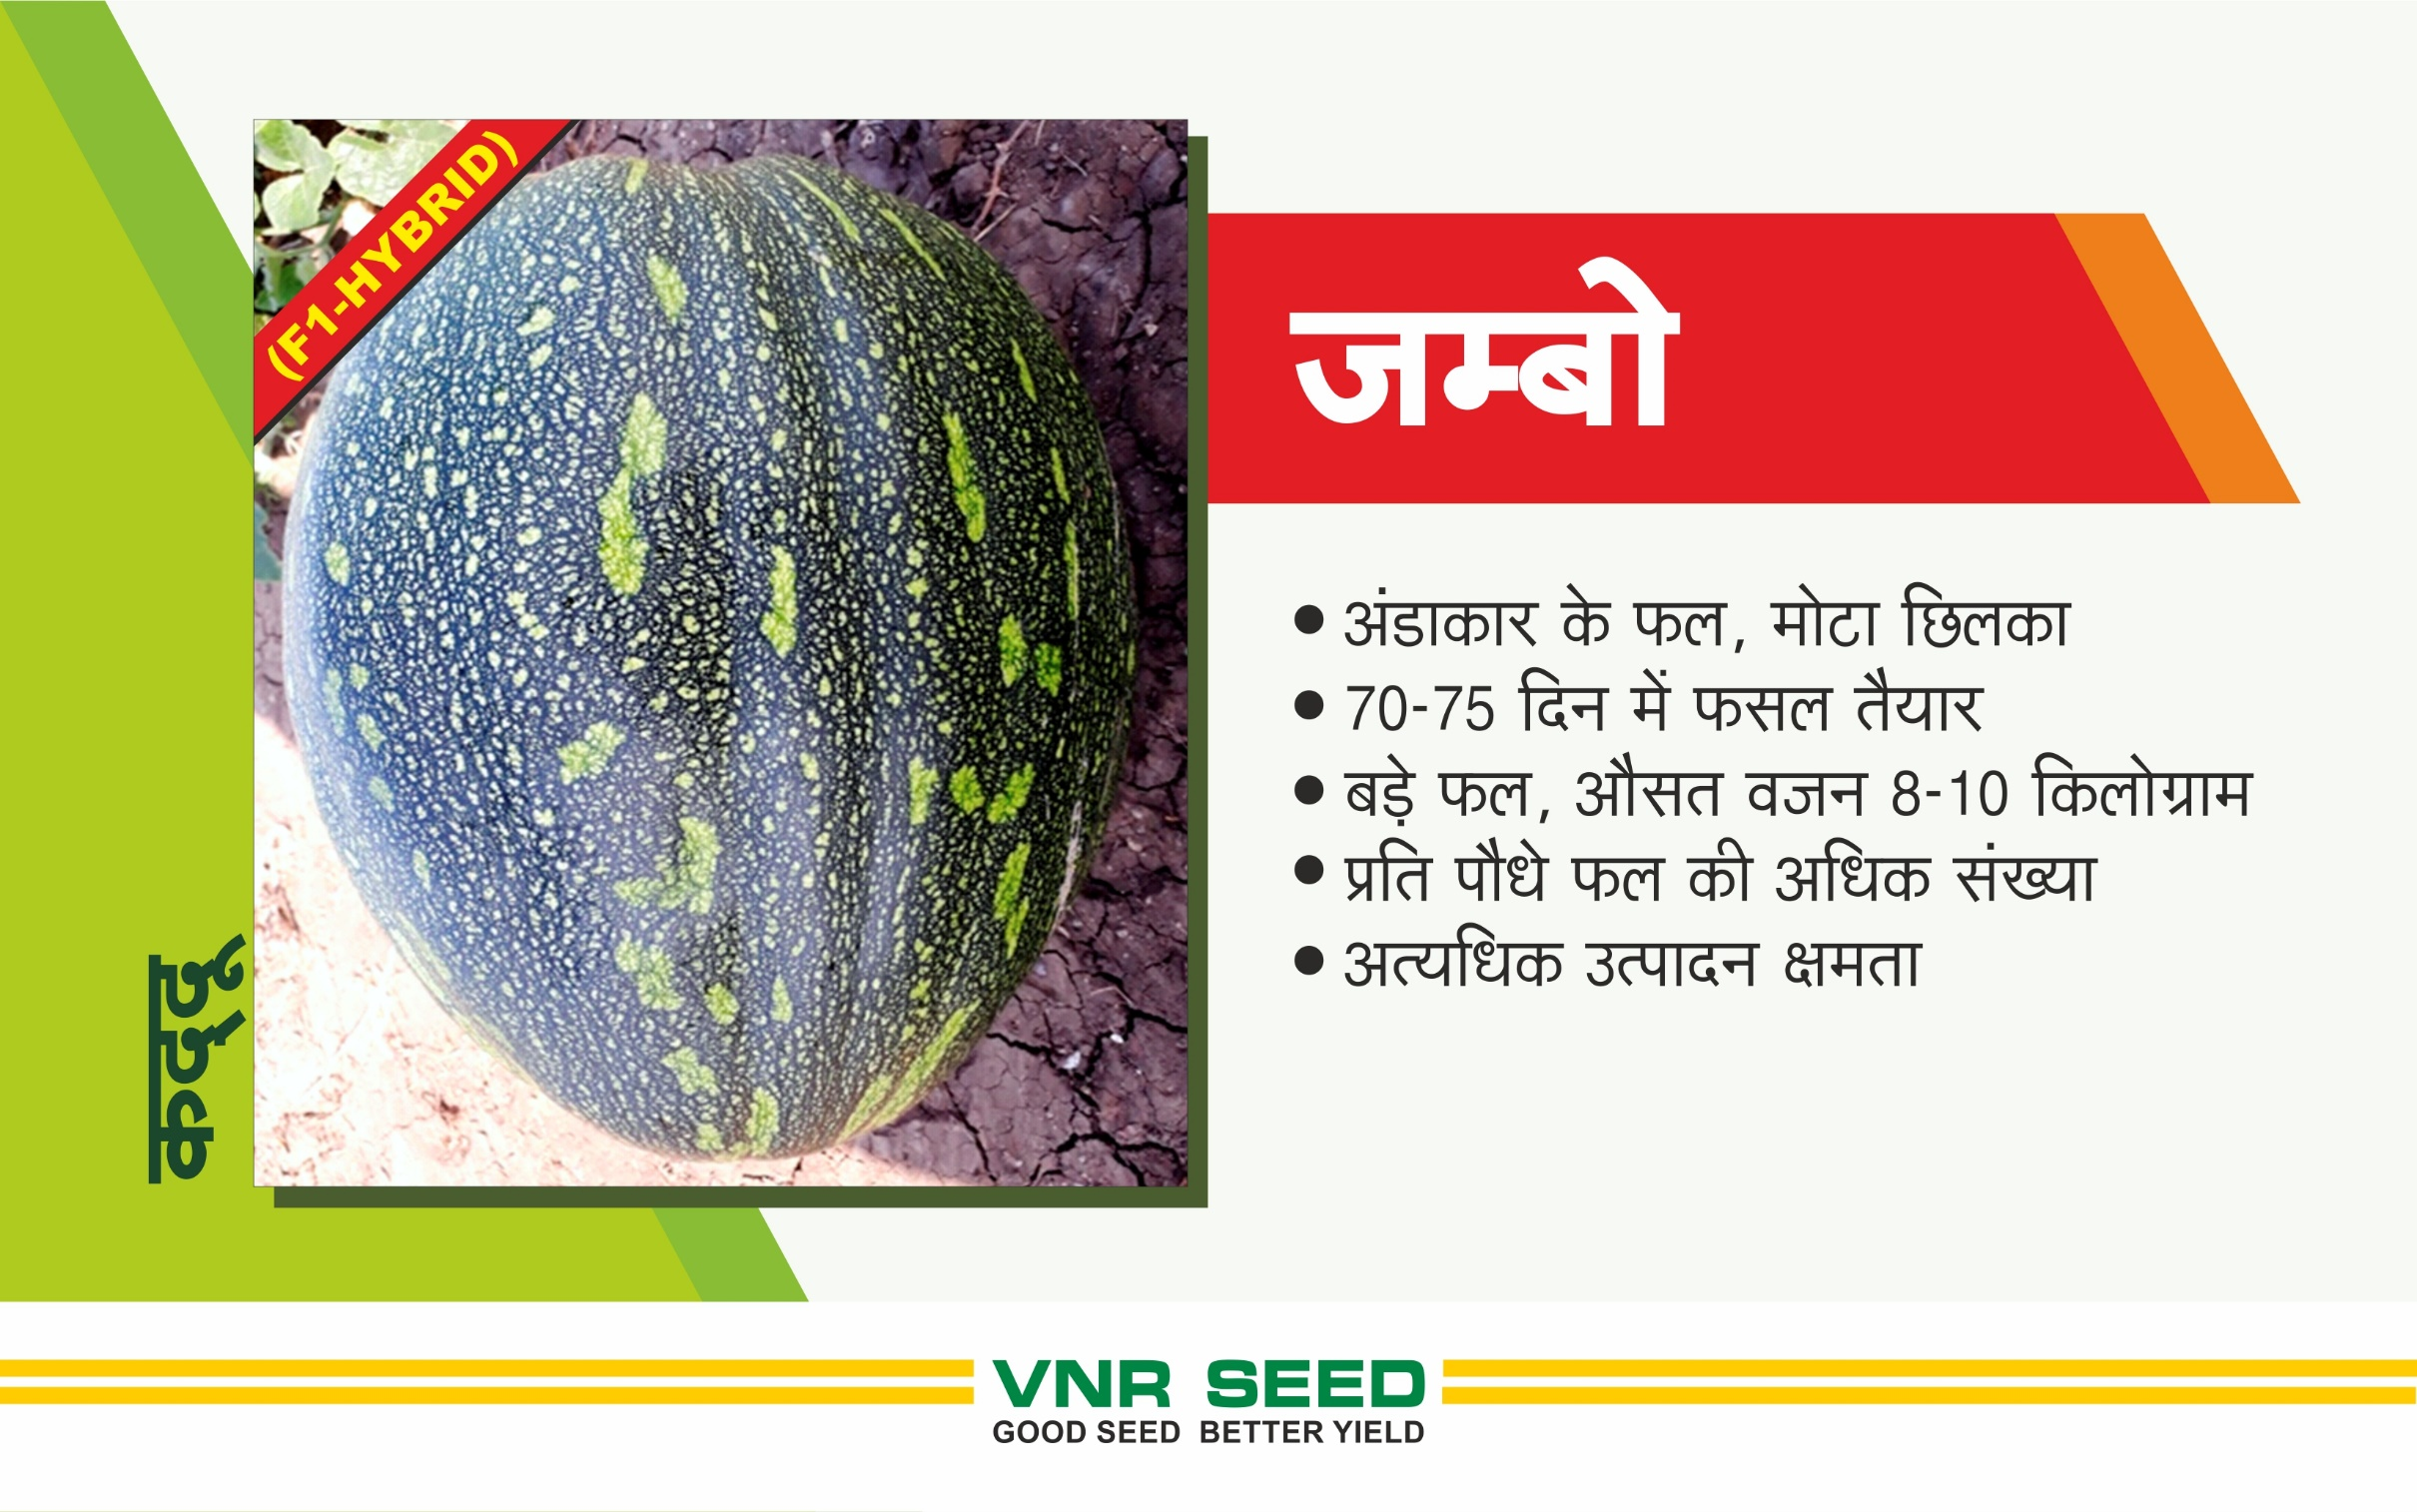 (F1-HYBRID)
जम्बो
● अंडाकार के फल, मोटा छिलका
● 70-75 दिन में फसल तैयार
● बड़े फल, औसत वजन 8-10 किलोग्राम
● प्रति पौधे फल की अधिक संख्या
● अत्यधिक उत्पादन क्षमता
कद्दू
VNR SEED
GOOD SEED BETTER YIELD